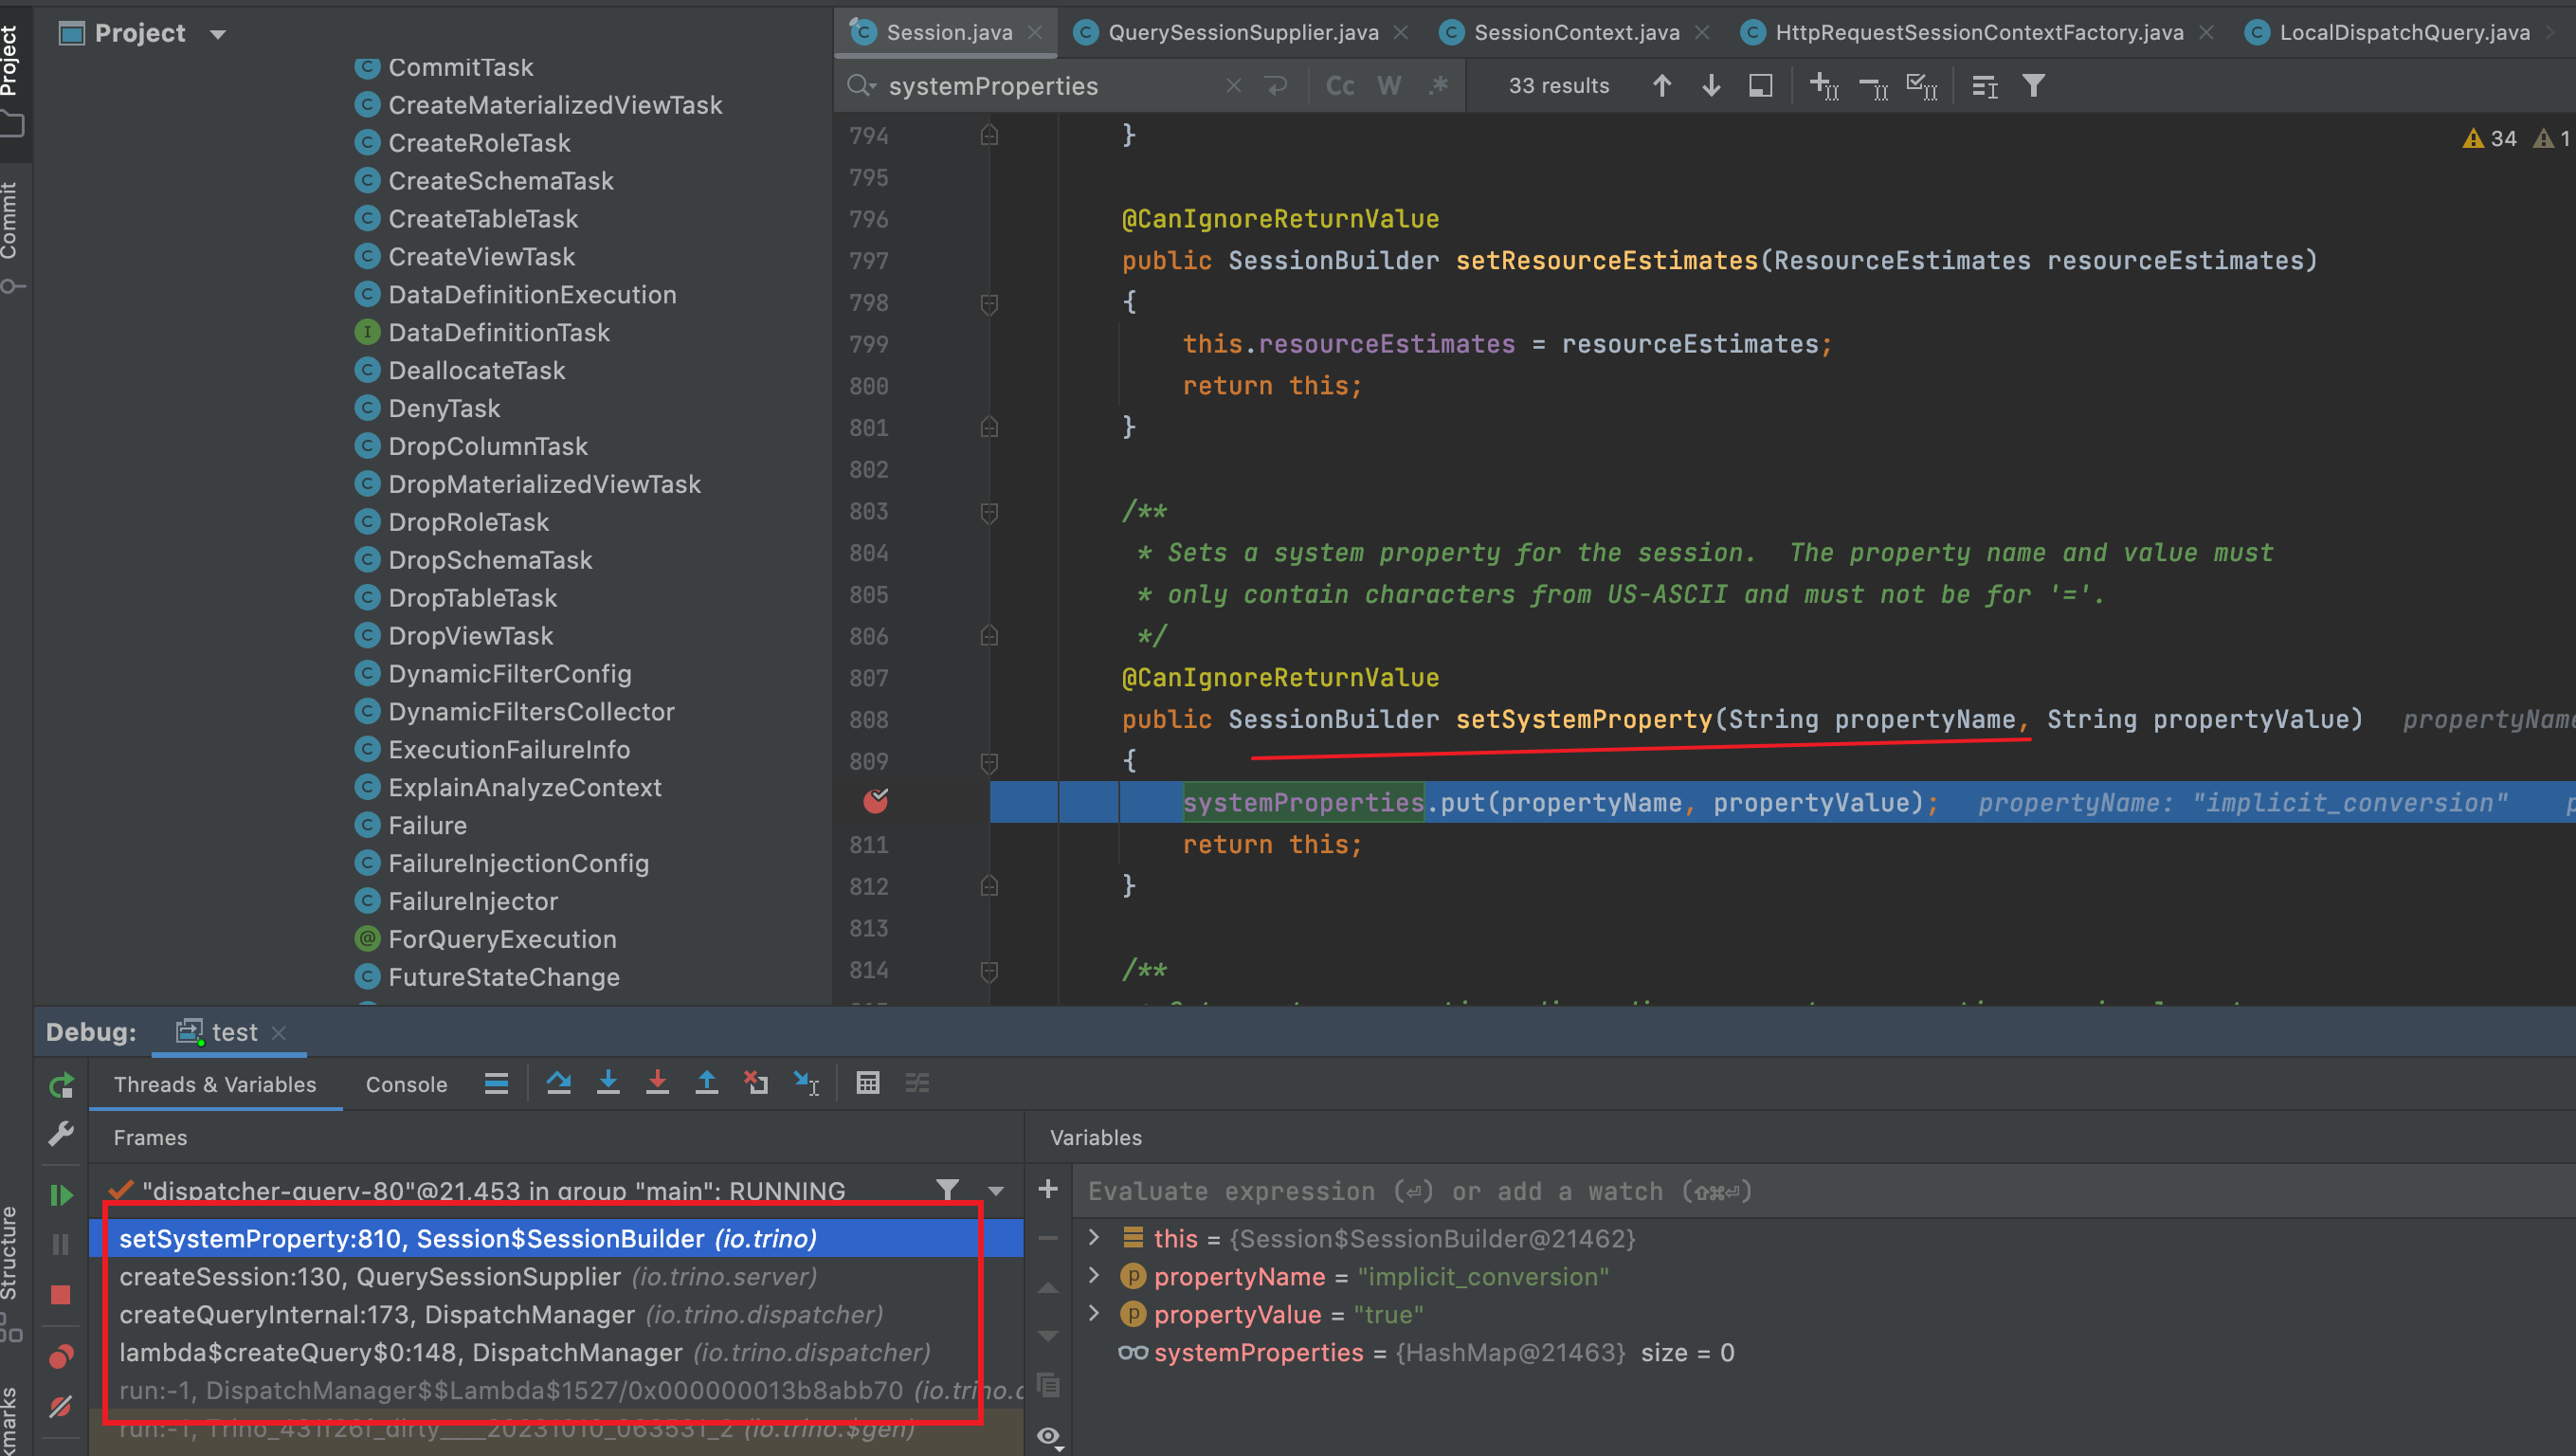 Project
Commit
Structure
Project
CommitTask
CreateMaterializedViewTask
CreateRoleTask
CreateSchemaTask
CreateTableTask
CreateViewTask
DataDefinitionExecution
DataDefinitionTask
DeallocateTask
DenyTask
DropColumnTask
DropMaterializedViewTask
DropRoleTask
DropSchemaTask
DropTableTask
DropViewTask
DynamicFilterConfig
DynamicFiltersCollector
ExecutionFailureInfo
ExplainAnalyzeContext
Failure
FailureInjectionConfig
FailureInjector
ForQueryExecution
FutureStateChange
Session.java QuerySessionSupplier.java SessionContext.java HttpRequestSessionContextFactory.java LocalDispatchQuery.java
systemProperties Cc W .* 33 results
34 1
794 }
795
796 @CanIgnoreReturnValue
797 public SessionBuilder setResourceEstimates(ResourceEstimates resourceEstimates)
798 {
799 this.resourceEstimates = resourceEstimates;
800 return this;
801 }
802
803 /**
804 * Sets a system property for the session.  The property name and value must
805 * only contain characters from US-ASCII and must not be for '='.
806 */
807 @CanIgnoreReturnValue
808 public SessionBuilder setSystemProperty(String propertyName, String propertyValue) propertyName
809 {
systemProperties.put(propertyName, propertyValue); propertyName: "implicit_conversion"
811 return this;
812 }
813
814 /**
Debug: test
Threads & Variables Console
Frames
"dispatcher-query-80"@21,453 in group "main": RUNNING
setSystemProperty:810, Session$SessionBuilder (io.trino)
createSession:130, QuerySessionSupplier (io.trino.server)
createQueryInternal:173, DispatchManager (io.trino.dispatcher)
lambda$createQuery$0:148, DispatchManager (io.trino.dispatcher)
run:-1, DispatchManager$$Lambda$1527/0x000000013b8abb70 (io.trino.d
run:-1, Trino_431f26f_dirty____20231010_063531_2 (io.trino.$gen)
Variables
Evaluate expression (⏎) or add a watch (⇧⌘⏎)
this = {Session$SessionBuilder@21462}
propertyName = "implicit_conversion"
propertyValue = "true"
systemProperties = {HashMap@21463} size = 0